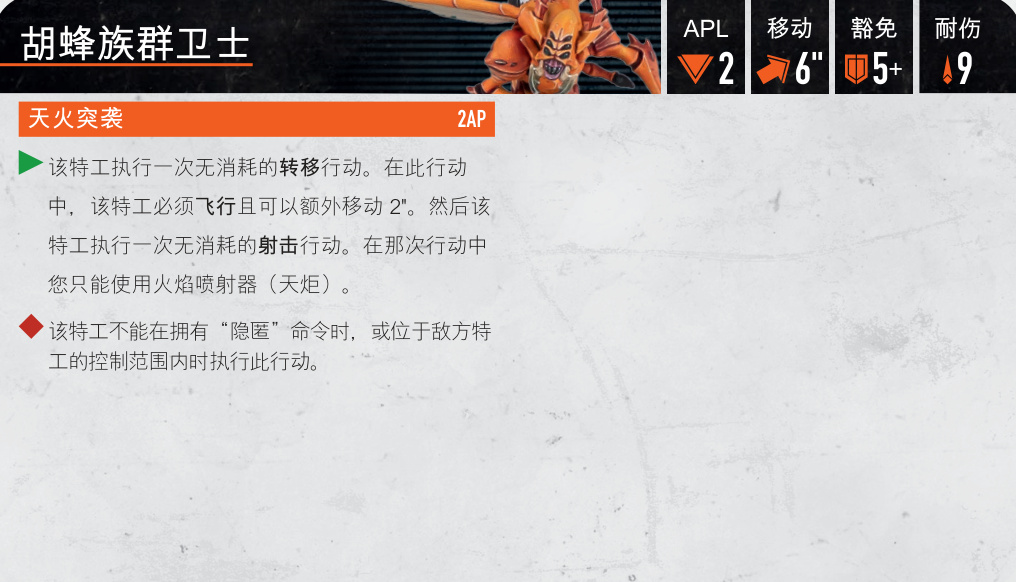 胡蜂族群卫士
APL
2
移动
6"
豁免
5+
耐伤
9
天火突袭 2AP
该特工执行一次无消耗的转移行动。在此行动
中，该特工必须飞行且可以额外移动 2"。然后该
特工执行一次无消耗的射击行动。在那次行动中
您只能使用火焰喷射器（天炬）。
该特工不能在拥有“隐匿”命令时，或位于敌方特
工的控制范围内时执行此行动。